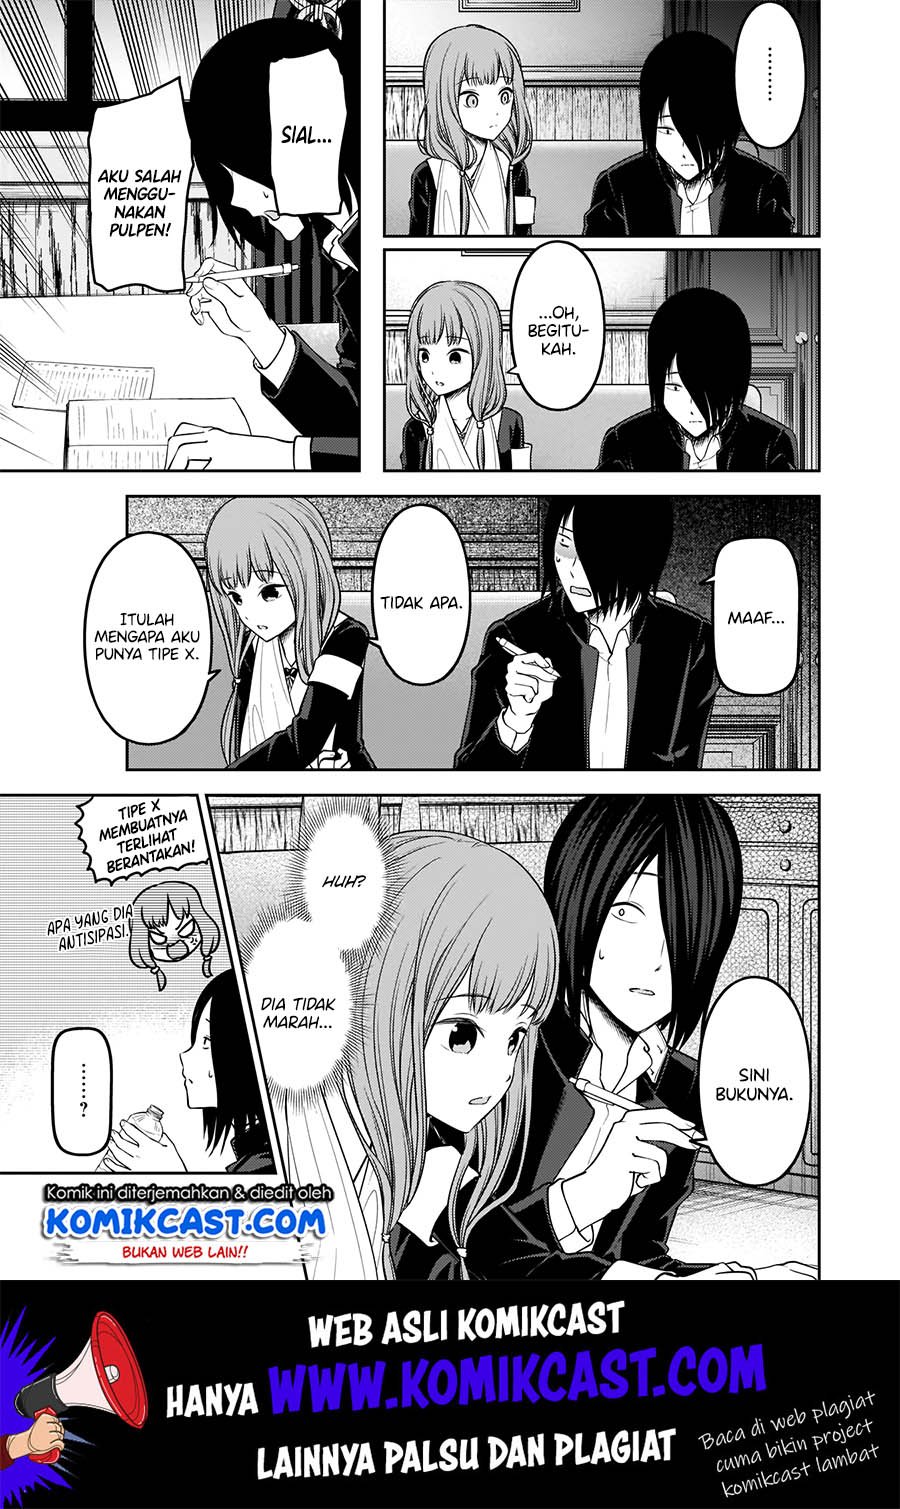 ........
...OH,
BEGITU-
KAH.
SIAL...
AKU SALAH
MENGGU-
NAKAN
PULPEN!
MAAF...
TIDAK APA.
ITULAH
MENGAPA AKU
PUNYA TIPE X.
SINI
BUKUNYA.
HUH?
DIA TIDAK
MARAH...
TIPE X
MEMBUATNYA
TERLIHAT
BERANTAKAN!
APA YANG DIA
ANTISIPASI.
.......?
Komik ini diterjemahkan & diedit oleh
KOMIKCAST.COM
BUKAN WEB LAIN!!
WEB ASLI KOMIKCAST
HANYA WWW.KOMIKCAST.COM
LAINNYA PALSU DAN PLAGIAT
Baca di web plagiat
cuma bikin project
komikcast lambat